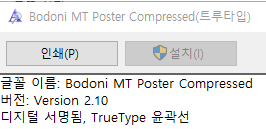 Bodoni MT Poster Compressed(트루타입)
인쇄(P)
설치(I)
글꼴 이름: Bodoni MT Poster Compressed
버전: Version 2.10
디지털 서명됨, TrueType 윤곽선